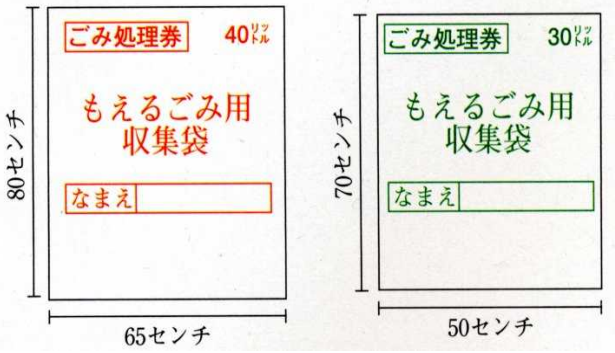 ごみ処理券 40リットル
もえるごみ用
収集袋
なまえ
80センチ
65センチ
ごみ処理券 30リットル
もえるごみ用
収集袋
なまえ
70センチ
50センチ